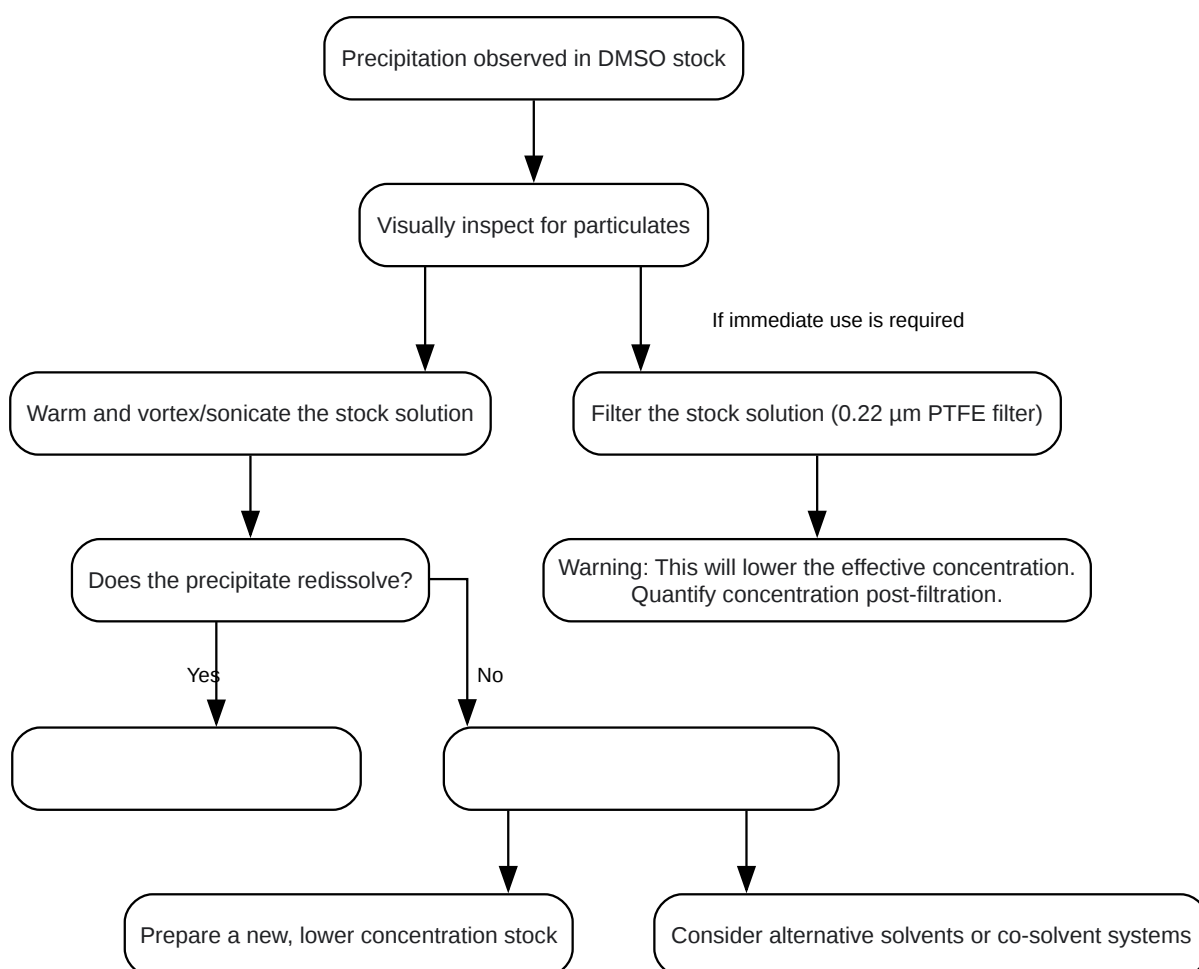 Precipitation observed in DMSO stock
Visually inspect for particulates
If immediate use is required
Warm and vortex/sonicate the stock solution
Filter the stock solution (0.22 µm PTFE filter)
Does the precipitate redissolve?
Warning: This will lower the effective concentration.
Quantify concentration post-filtration.
Yes
No
Prepare a new, lower concentration stock
Consider alternative solvents or co-solvent systems